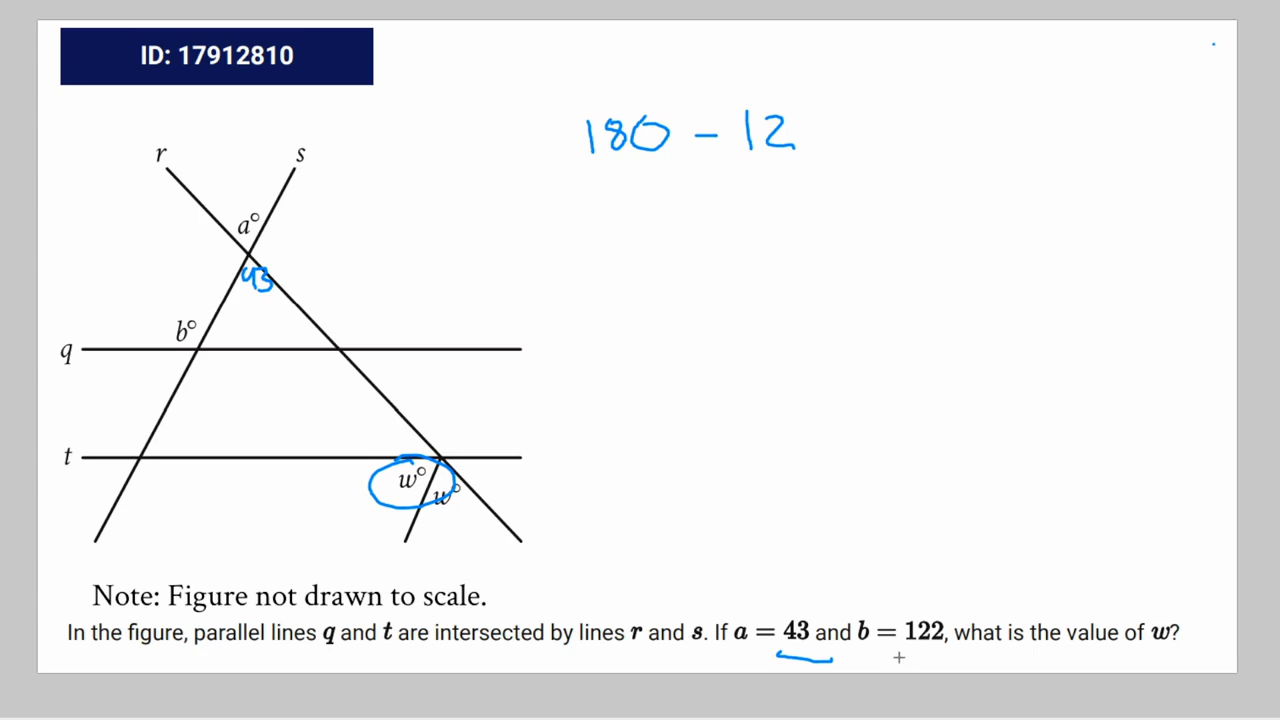 ID: 17912810
180 - 12
r
s
a°
43
b°
q
t
w°
w°
Note: Figure not drawn to scale.
In the figure, parallel lines q and t are intersected by lines r and s. If a = 43 and b = 122, what is the value of w?